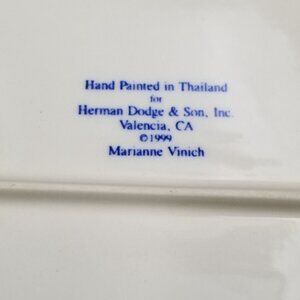 Hand Painted in Thailand
for
Herman Dodge & Son, Inc.
Valencia, CA
©1999
Marianne Vinich